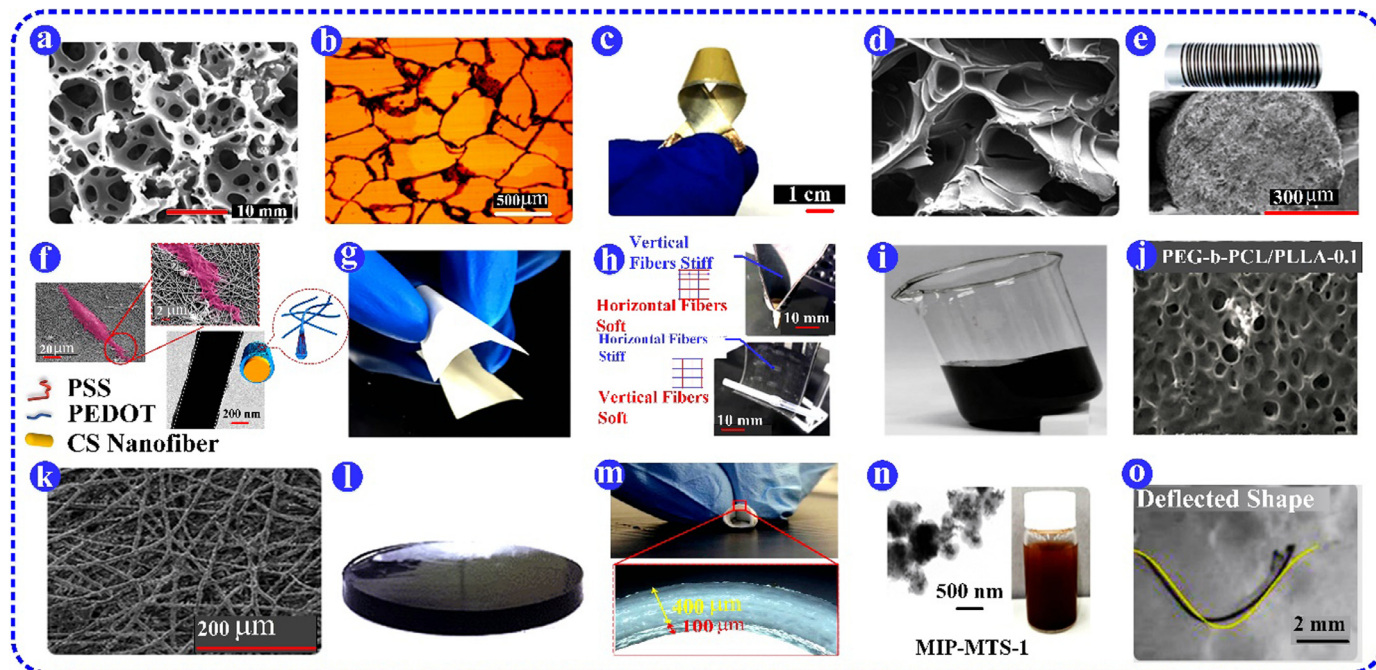 a
b
c
d
e
10 mm
500μm
1 cm
300μm
f
g
h
i
j
2 μm
20μm
200 nm
PSS
PEDOT
CS Nanofiber
Vertical
Fibers Stiff
Horizontal Fibers
Soft
10 mm
Horizontal Fibers
Stiff
Vertical Fibers
Soft
10 mm
PEG-b-PCL/PLLA-0.1
k
l
m
n
o
200 μm
400 μm
100 μm
500 nm
MIP-MTS-1
Deflected Shape
2 mm